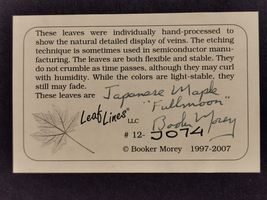 These leaves were individually hand-processed to
show the natural detailed display of veins. The etching
technique is sometimes used in semiconductor manu-
facturing. The leaves are both flexible and stable. They
do not crumble as time passes, although they may curl
with humidity. While the colors are light-stable, they
still may fade.
These leaves are Japanese Maple
"Fullmoon"
Leaf Lines LLC
Booker Morey
# 12- J074
© Booker Morey 1997-2007